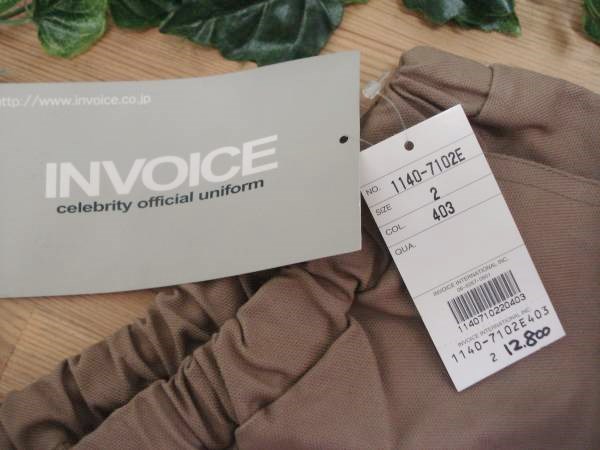 http://www.invoice.co.jp
INVOICE
celebrity official uniform
NO. 1140-7102E
SIZE 2
COL. 403
QUA.
INVOICE INTERNATIONAL INC.
1140710220403
INVOICE INTERNATIONAL INC
1140-7102E403
2 12.800